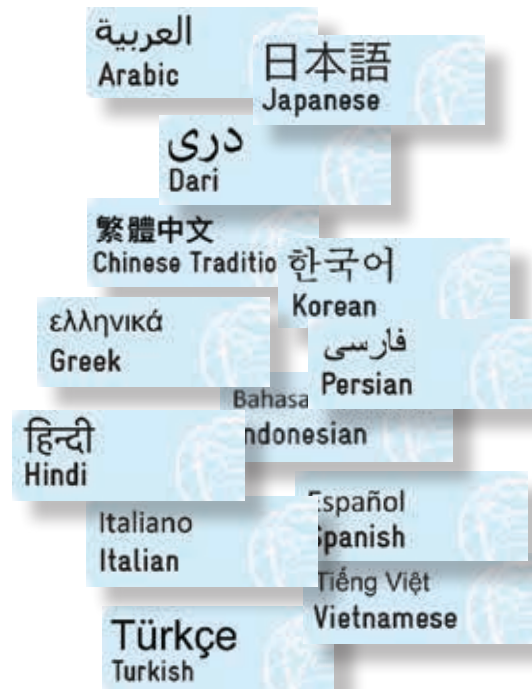 العربية
Arabic
日本語
Japanese
دری
Dari
繁體中文
Chinese Traditio
한국어
Korean
ελληνικά
Greek
فارسی
Persian
Bahasa
ndonesian
हिन्दी
Hindi
Español
panish
Italiano
Italian
Tiếng Việt
Vietnamese
Türkçe
Turkish